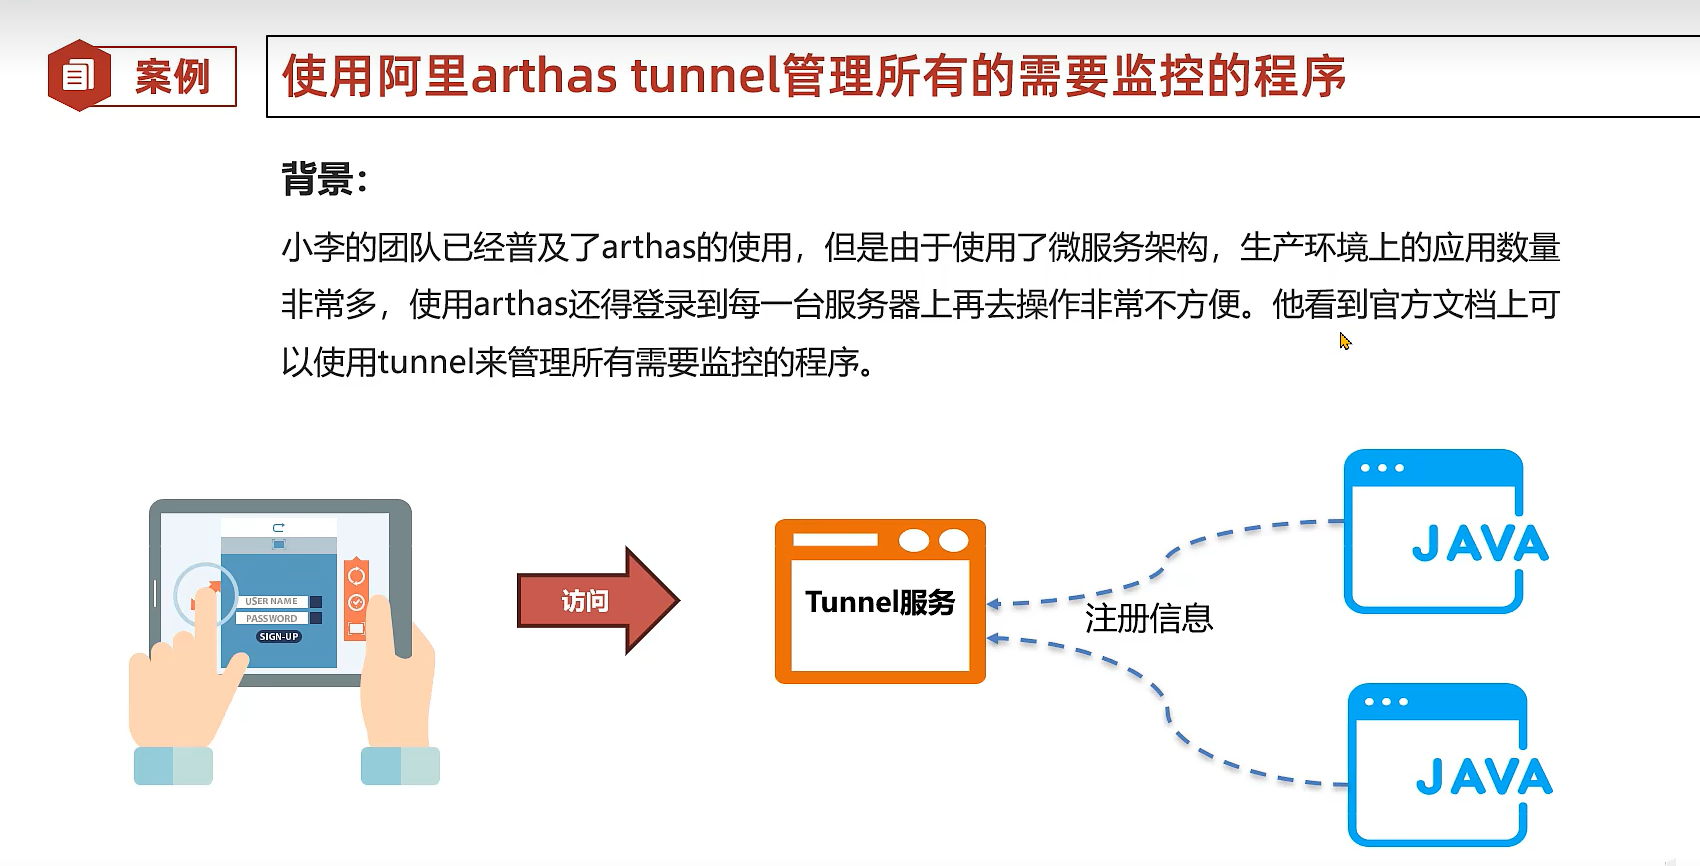 案例
使用阿里arthas tunnel管理所有的需要监控的程序
背景：
小李的团队已经普及了arthas的使用，但是由于使用了微服务架构，生产环境上的应用数量
非常多，使用arthas还得登录到每一台服务器上再去操作非常不方便。他看到官方文档上可
以使用tunnel来管理所有需要监控的程序。
USER NAME
PASSWORD
SIGN-UP
访问
Tunnel服务
注册信息
JAVA
JAVA